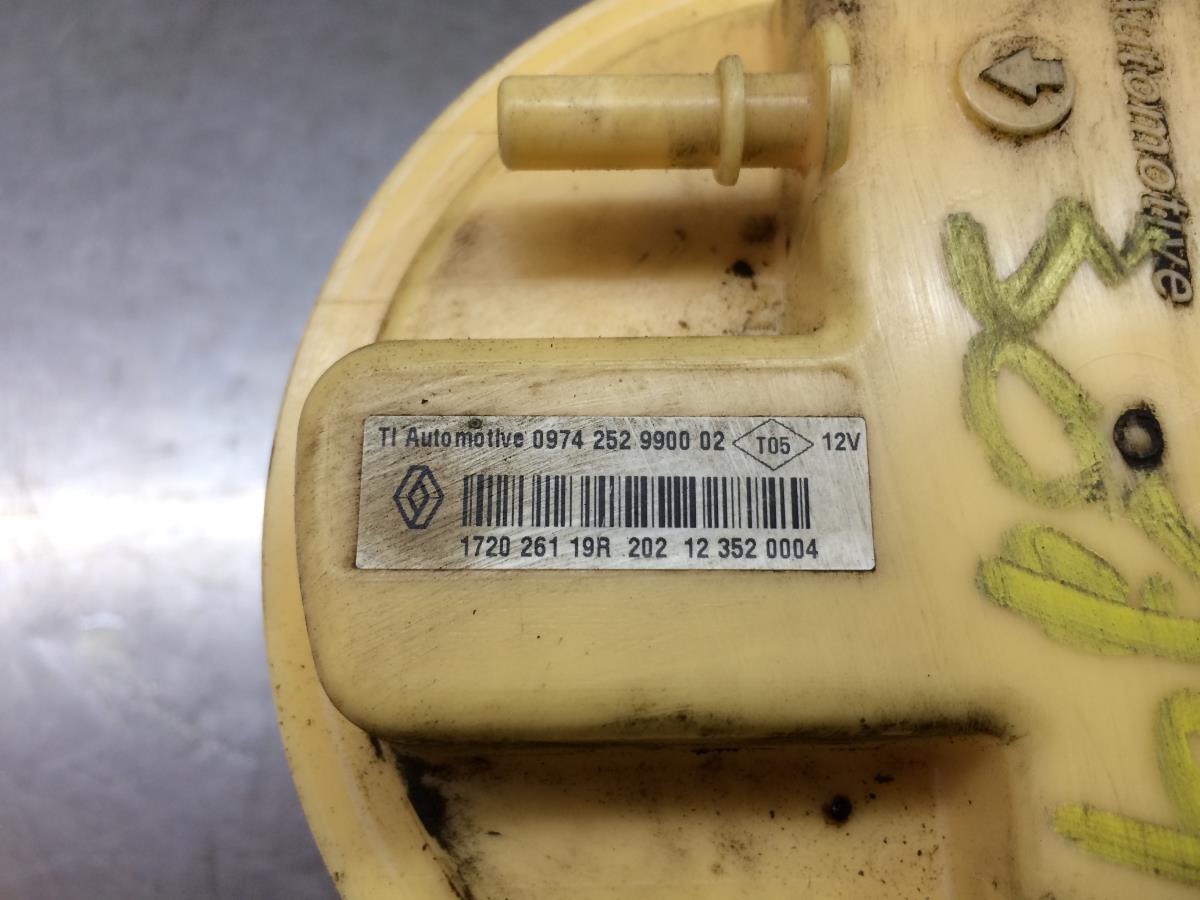 Automotive
TI Automotive 0974 252 9900 02 T05 12V
1720 261 19R 202 12 352 0004